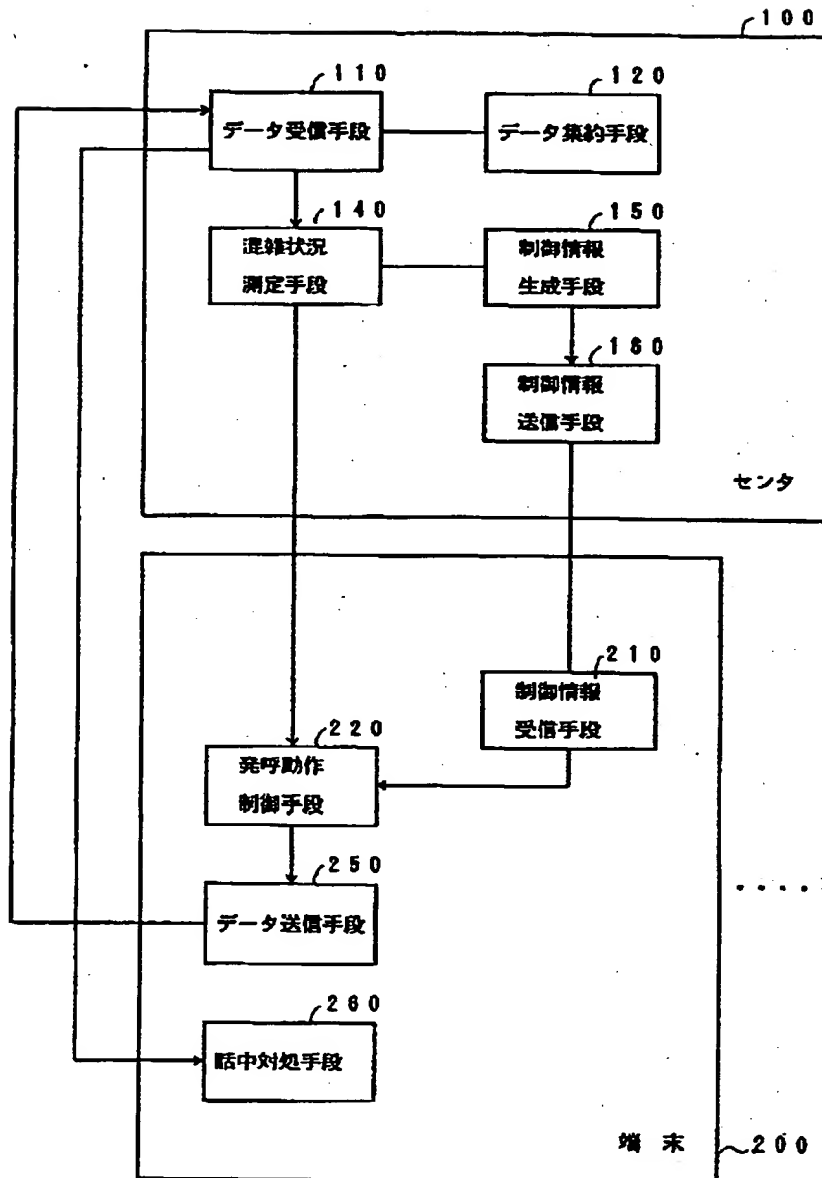 100
110
データ受信手段
120
データ集約手段
140
混雑状況
測定手段
150
制御情報
生成手段
160
制御情報
送信手段
センタ
210
制御情報
受信手段
220
発呼動作
制御手段
250
データ送信手段
260
話中対処手段
端末
200